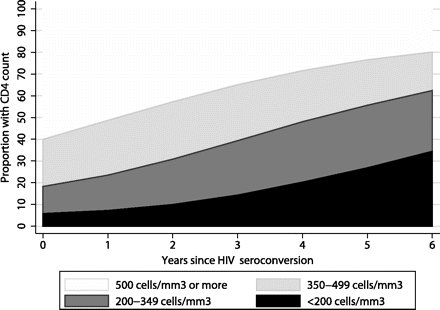 Proportion with CD4 count
100
90
80
70
60
50
40
30
20
10
0
0 1 2 3 4 5 6
Years since HIV seroconversion
500 cells/mm3 or more 350–499 cells/mm3
200–349 cells/mm3 <200 cells/mm3